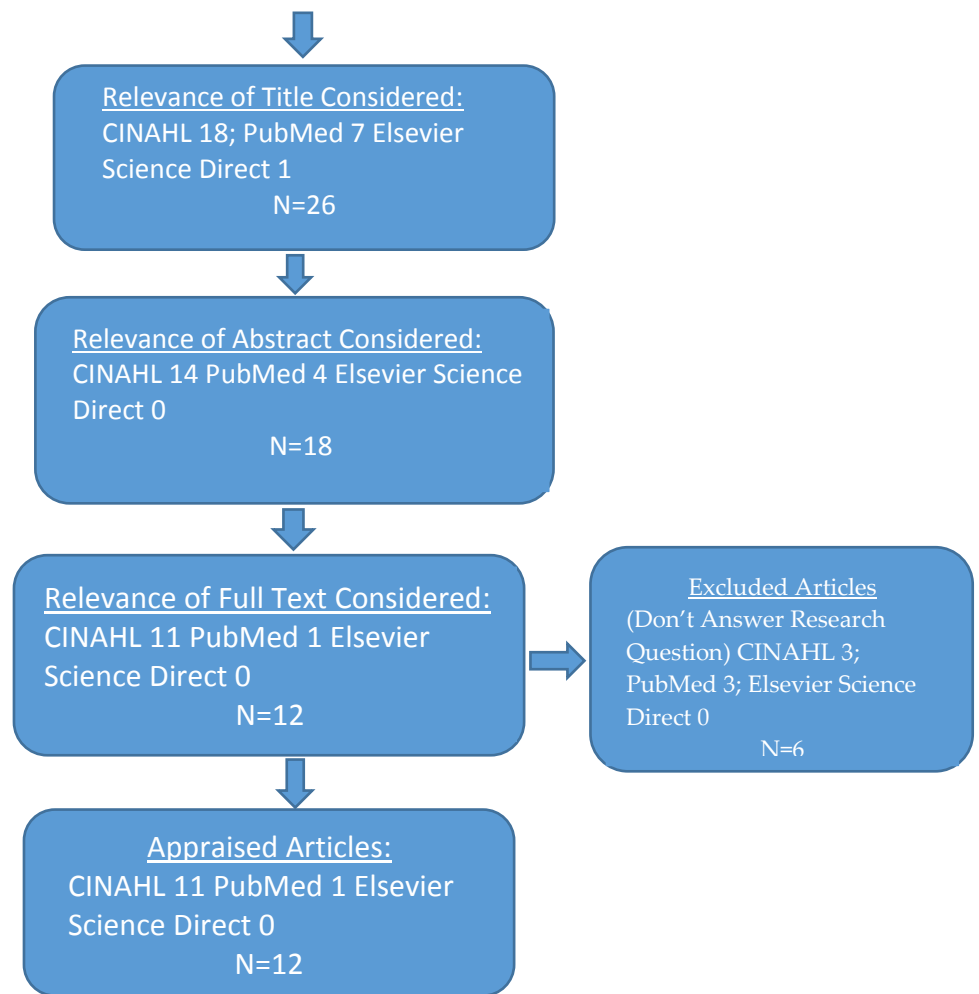 Relevance of Title Considered:
CINAHL 18; PubMed 7 Elsevier
Science Direct 1
N=26
Relevance of Abstract Considered:
CINAHL 14 PubMed 4 Elsevier Science
Direct 0
N=18
Relevance of Full Text Considered:
CINAHL 11 PubMed 1 Elsevier
Science Direct 0
N=12
Excluded Articles
(Don’t Answer Research
Question) CINAHL 3;
PubMed 3; Elsevier Science
Direct 0
N=6
Appraised Articles:
CINAHL 11 PubMed 1 Elsevier
Science Direct 0
N=12